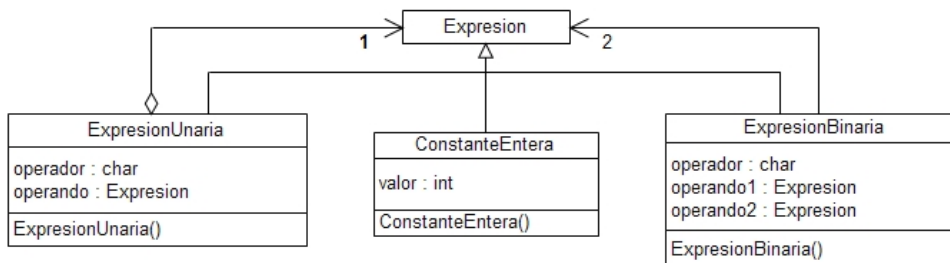 Expresion
1
2
ExpresionUnaria
operador : char
operando : Expresion
ExpresionUnaria()
ConstanteEntera
valor : int
ConstanteEntera()
ExpresionBinaria
operador : char
operando1 : Expresion
operando2 : Expresion
ExpresionBinaria()